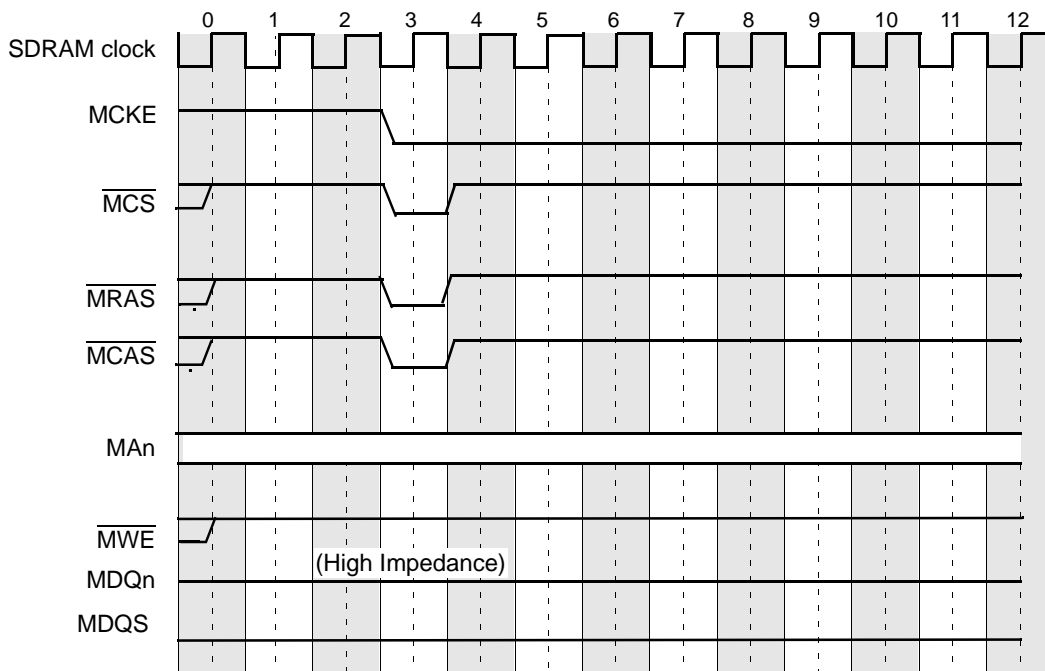 0 1 2 3 4 5 6 7 8 9 10 11 12
SDRAM clock
MCKE
MCS
MRAS
MCAS
MAn
MWE
(High Impedance)
MDQn
MDQS